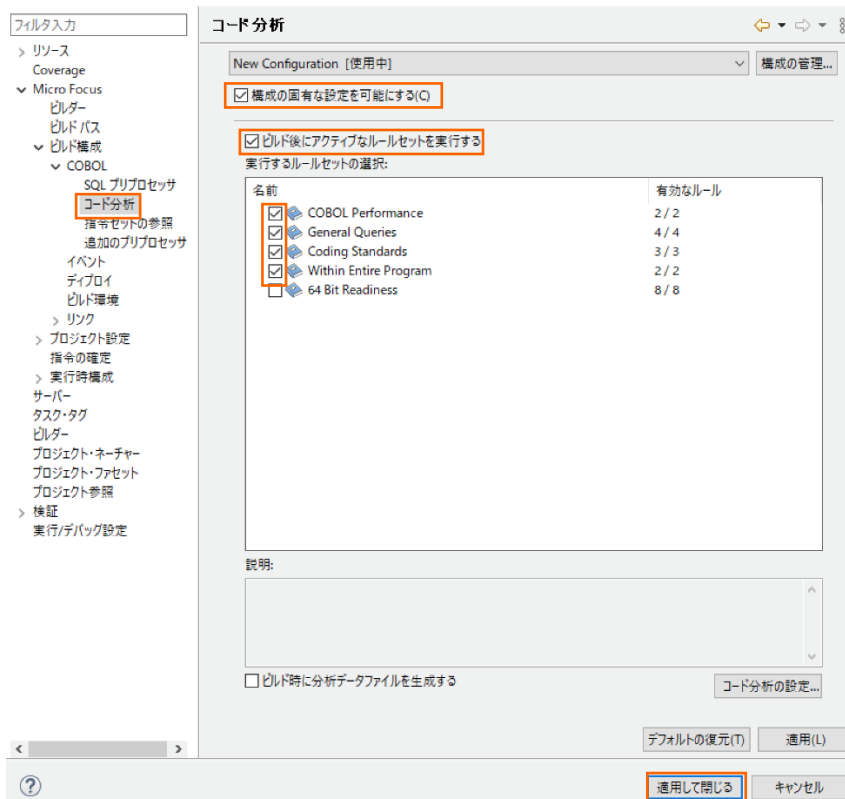 フィルタ入力
リソース
Coverage
Micro Focus
ビルダー
ビルド パス
ビルド構成
COBOL
SQL プリプロセッサ
コード分析
指令セットの参照
追加のプリプロセッサ
イベント
ディプロイ
ビルド環境
リンク
プロジェクト設定
指令の確定
実行時構成
サーバー
タスク・タグ
ビルダー
プロジェクト・ネーチャー
プロジェクト・ファセット
プロジェクト参照
検証
実行/デバッグ設定
コード分析
New Configuration [使用中]
構成の管理...
構成の固有な設定を可能にする(C)
ビルド後にアクティブなルールセットを実行する
実行するルールセットの選択:
名前 有効なルール
COBOL Performance 2 / 2
General Queries 4 / 4
Coding Standards 3 / 3
Within Entire Program 2 / 2
64 Bit Readiness 8 / 8
説明:
ビルド時に分析データファイルを生成する
コード分析の設定...
デフォルトの復元(T) 適用(L)
適用して閉じる キャンセル